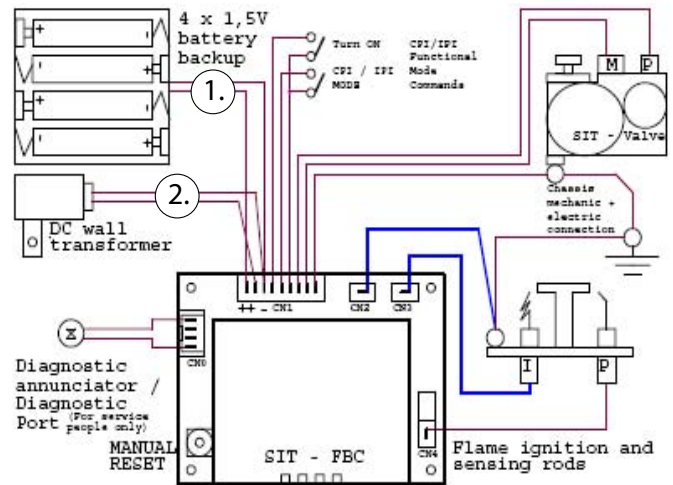 4 x 1,5V
battery
backup
+
+
+
+
1.
Turn ON
CPI / IPI
MODE
CPI/IPI
Functional
Mode
Commands
M
P
SIT - Valve
2.
DC wall
transformer
Chassis
mechanic +
electric
connection
++ - CN1
CN2
CN3
CN0
Diagnostic
annunciator /
Diagnostic
Port (For service
people only)
MANUAL
RESET
SIT - FBC
CN4
I
P
Flame ignition and
sensing rods